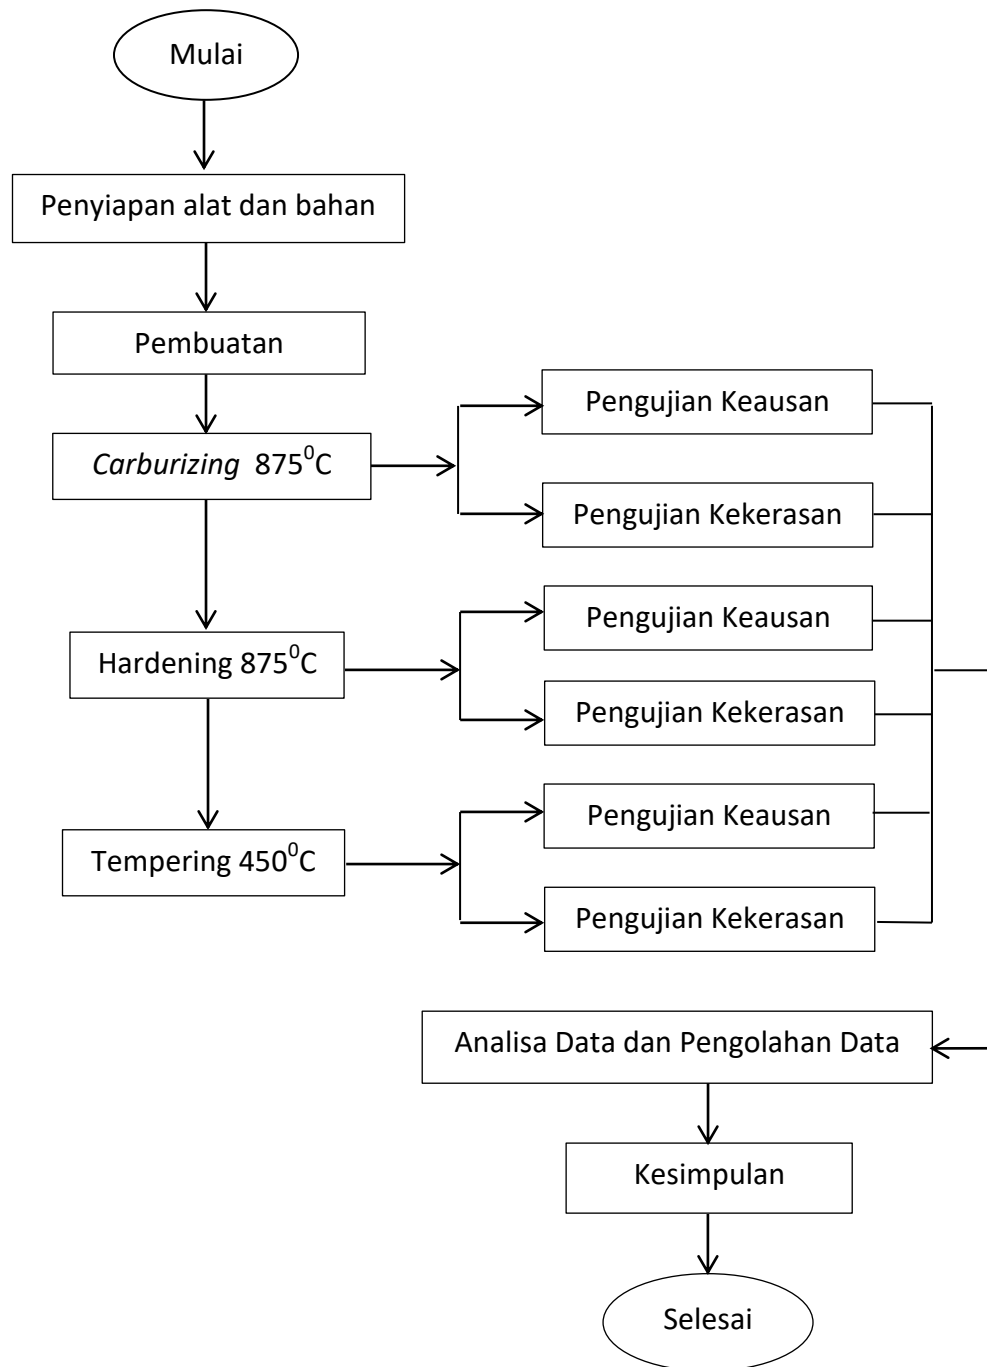 Mulai
Penyiapan alat dan bahan
Pembuatan
Carburizing 875⁰C
Pengujian Keausan
Pengujian Kekerasan
Hardening 875⁰C
Pengujian Keausan
Pengujian Kekerasan
Tempering 450⁰C
Pengujian Keausan
Pengujian Kekerasan
Analisa Data dan Pengolahan Data
Kesimpulan
Selesai